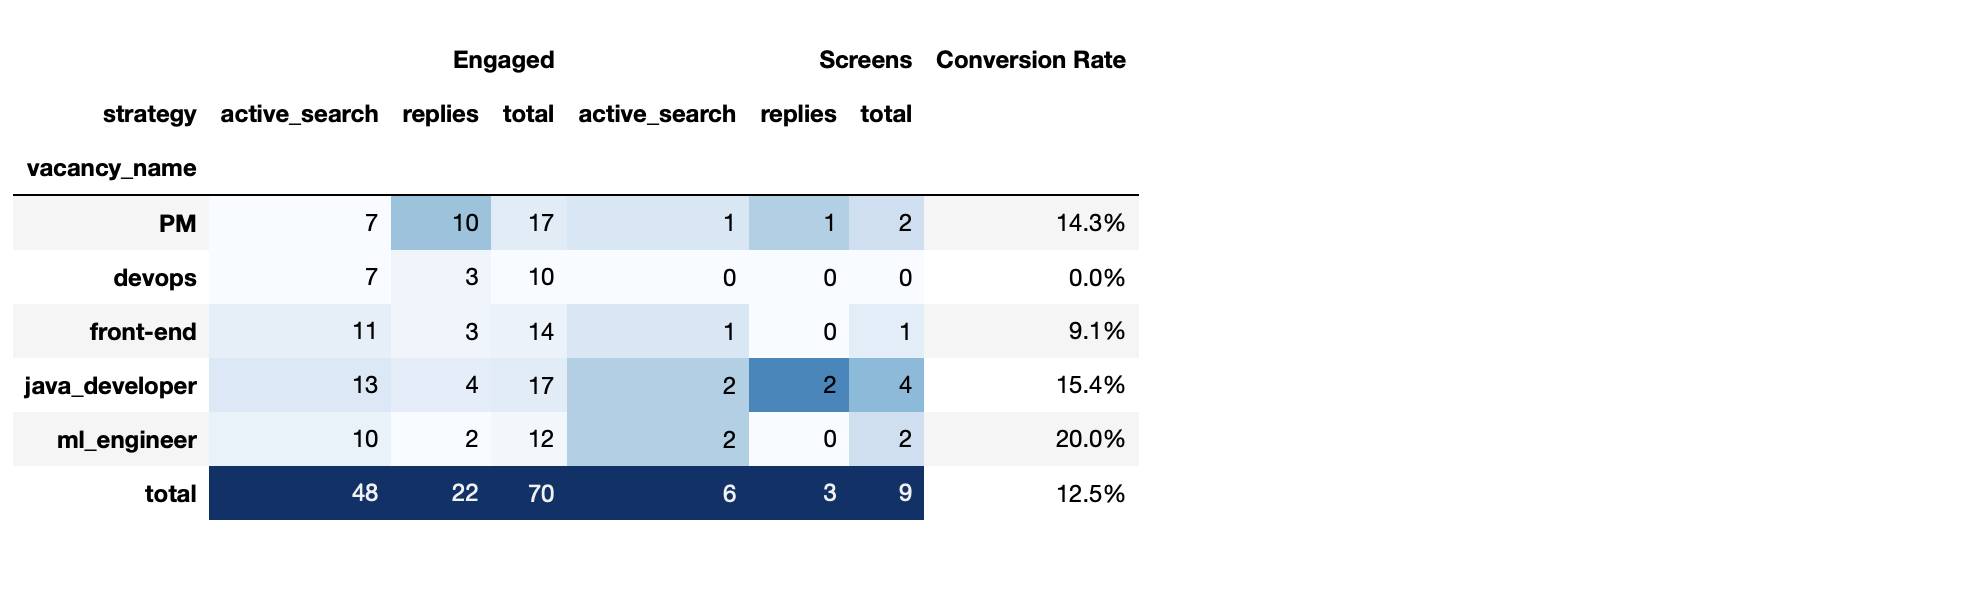 Engaged Screens Conversion Rate
strategy active_search replies total active_search replies total
vacancy_name
PM 7 10 17 1 1 2 14.3%
devops 7 3 10 0 0 0 0.0%
front-end 11 3 14 1 0 1 9.1%
java_developer 13 4 17 2 2 4 15.4%
ml_engineer 10 2 12 2 0 2 20.0%
total 48 22 70 6 3 9 12.5%